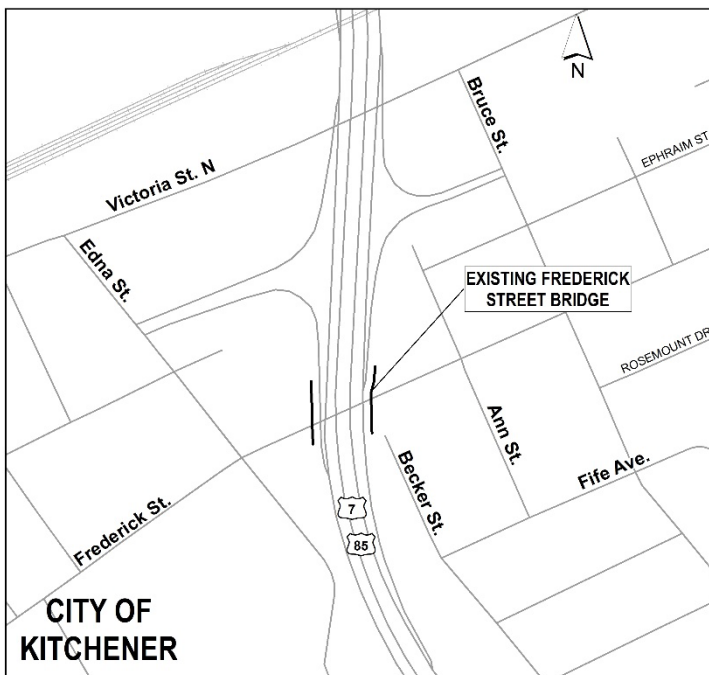 N
Bruce St.
Victoria St. N
EPHRAIM ST
Edna St.
EXISTING FREDERICK
STREET BRIDGE
ROSEMOUNT DR
Ann St.
Becker St.
Fife Ave.
7
Frederick St.
85
CITY OF
KITCHENER